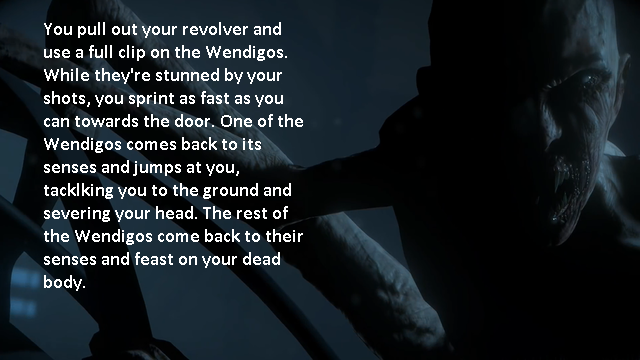 You pull out your revolver and
use a full clip on the Wendigos.
While they're stunned by your
shots, you sprint as fast as you
can towards the door. One of the
Wendigos comes back to its
senses and jumps at you,
tacklking you to the ground and
severing your head. The rest of
the Wendigos come back to their
senses and feast on your dead
body.